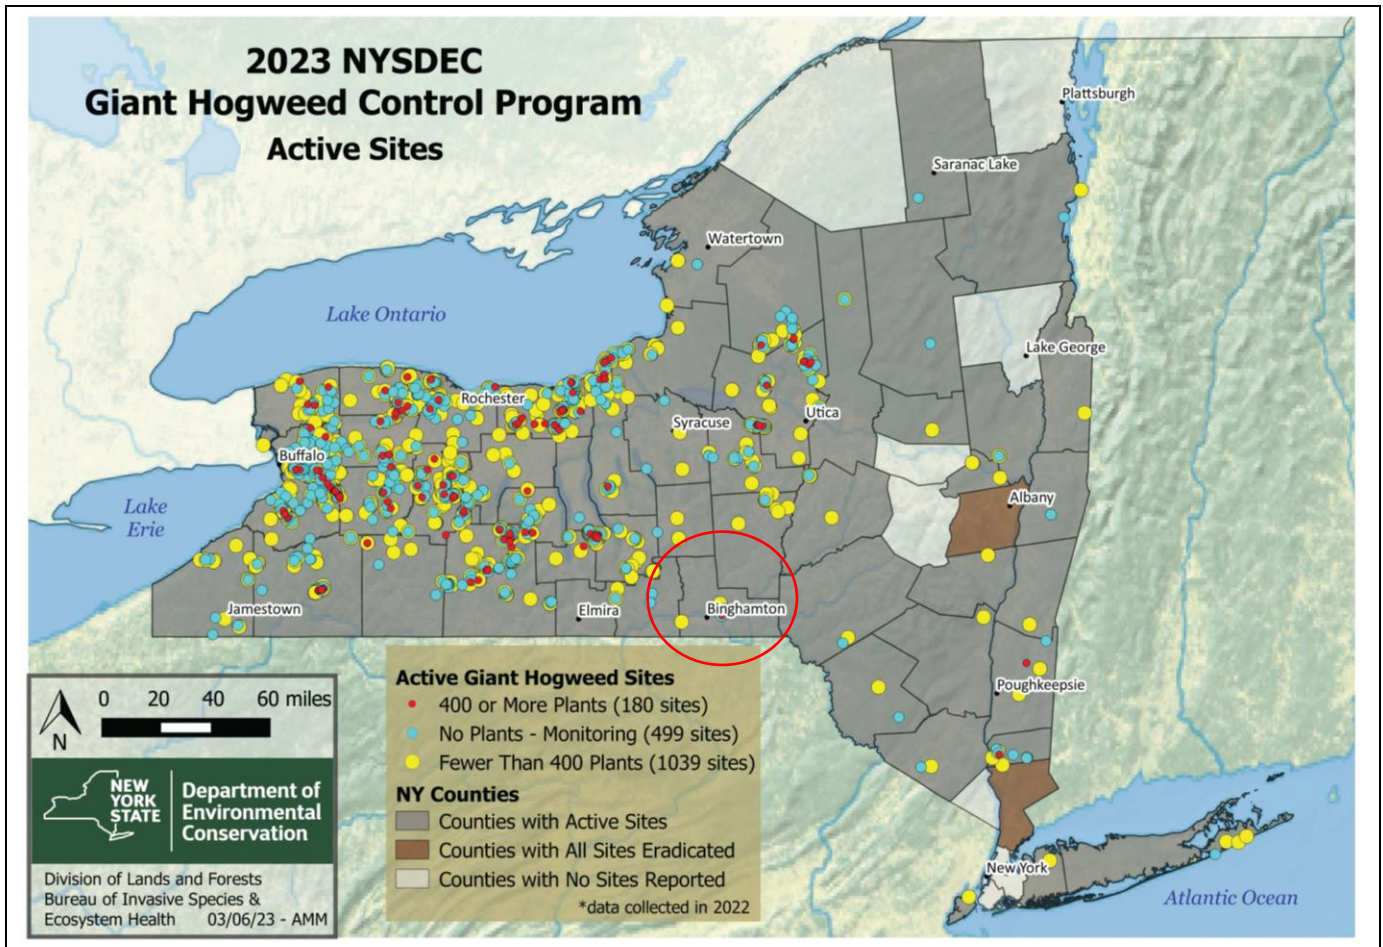 2023 NYSDEC
Giant Hogweed Control Program
Active Sites
Plattsburgh
Saranac Lake
Watertown
Lake Ontario
Lake George
Rochester
Syracuse
Utica
Buffalo
Lake
Erie
Albany
Jamestown
Elmira
Binghamton
Poughkeepsie
New York
Atlantic Ocean
Active Giant Hogweed Sites
400 or More Plants (180 sites)
No Plants - Monitoring (499 sites)
Fewer Than 400 Plants (1039 sites)
NY Counties
Counties with Active Sites
Counties with All Sites Eradicated
Counties with No Sites Reported
*data collected in 2022
0 20 40 60 miles
N
NEW
YORK
STATE
Department of
Environmental
Conservation
Division of Lands and Forests
Bureau of Invasive Species &
Ecosystem Health 03/06/23 - AMM